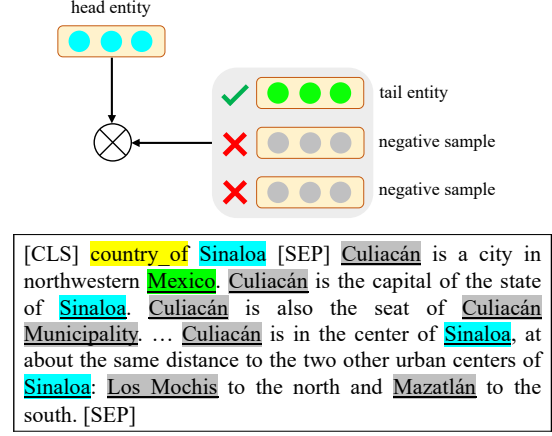 head entity
tail entity
negative sample
negative sample
[CLS] country_of Sinaloa [SEP] Culiacán is a city in
northwestern Mexico. Culiacán is the capital of the state
of Sinaloa. Culiacán is also the seat of Culiacán
Municipality. … Culiacán is in the center of Sinaloa, at
about the same distance to the two other urban centers of
Sinaloa: Los Mochis to the north and Mazatlán to the
south. [SEP]